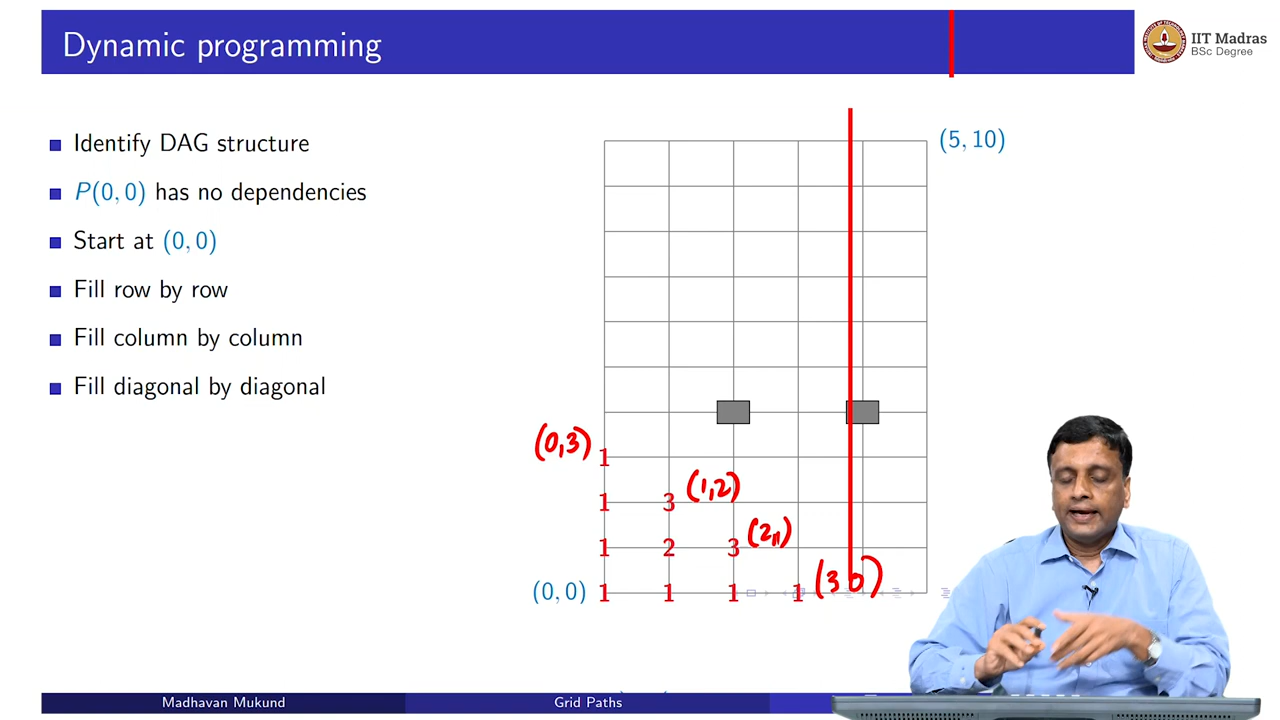 Dynamic programming
IIT Madras
BSc Degree
Identify DAG structure
P(0, 0) has no dependencies
Start at (0, 0)
Fill row by row
Fill column by column
Fill diagonal by diagonal
(5, 10)
(0,3)
1
1 3 (1,2)
1 2 3 (2,1)
(0, 0) 1 1 1 1 (3 0)
Madhavan Mukund
Grid Paths